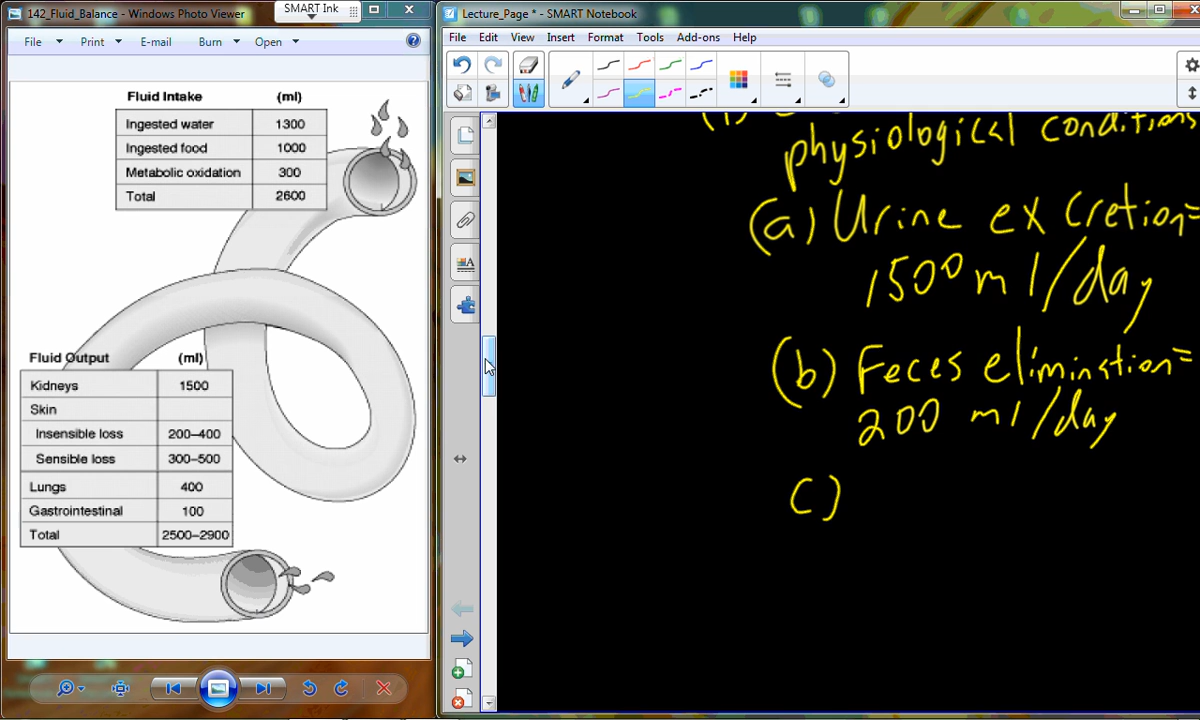 142_Fluid_Balance - Windows Photo Viewer
SMART Ink
File Print E-mail Burn Open
Fluid Intake (ml)
Ingested water 1300
Ingested food 1000
Metabolic oxidation 300
Total 2600
Fluid Output (ml)
Kidneys 1500
Skin
Insensible loss 200–400
Sensible loss 300–500
Lungs 400
Gastrointestinal 100
Total 2500–2900
Lecture_Page * - SMART Notebook
File Edit View Insert Format Tools Add-ons Help
physiological conditions
(a) Urine excretion=
1500 ml/day
(b) Feces elimination=
200 ml/day
c)